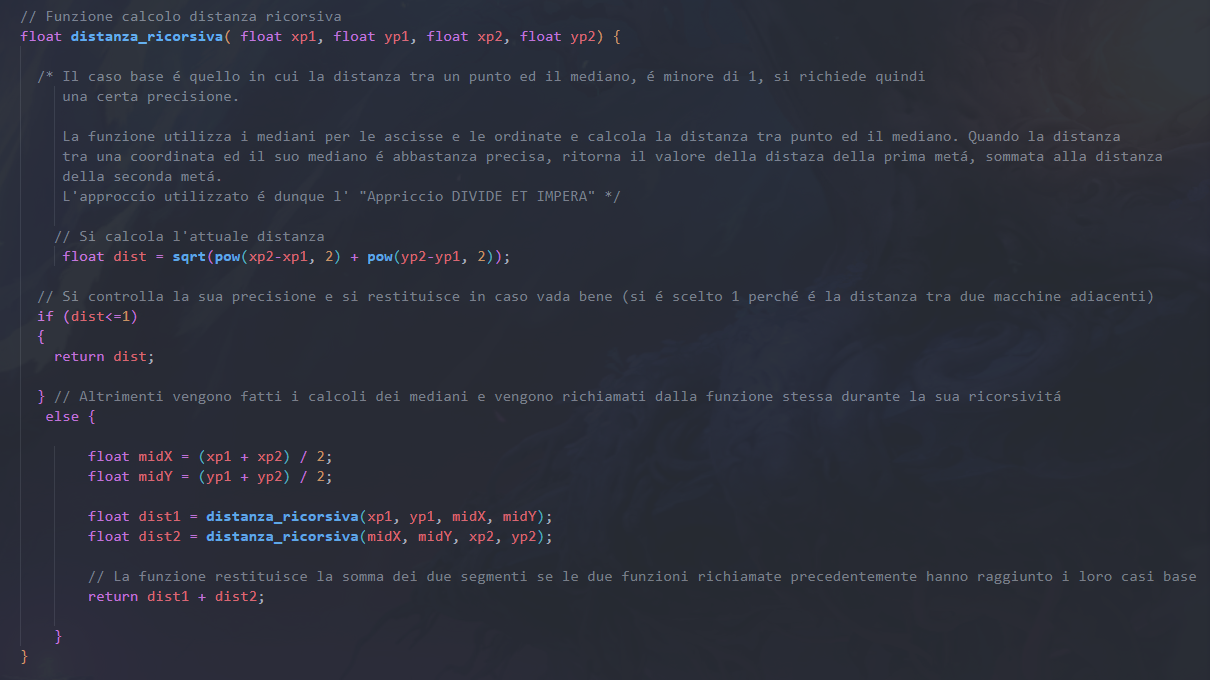 // Funzione calcolo distanza ricorsiva
float distanza_ricorsiva( float xp1, float yp1, float xp2, float yp2) {
/* Il caso base é quello in cui la distanza tra un punto ed il mediano, é minore di 1, si richiede quindi
una certa precisione.
La funzione utilizza i mediani per le ascisse e le ordinate e calcola la distanza tra punto ed il mediano. Quando la distanza
tra una coordinata ed il suo mediano é abbastanza precisa, ritorna il valore della distaza della prima metá, sommata alla distanza
della seconda metá.
L'approccio utilizzato é dunque l' "Appriccio DIVIDE ET IMPERA" */
// Si calcola l'attuale distanza
float dist = sqrt(pow(xp2-xp1, 2) + pow(yp2-yp1, 2));
// Si controlla la sua precisione e si restituisce in caso vada bene (si é scelto 1 perché é la distanza tra due macchine adiacenti)
if (dist<=1)
{
return dist;
} // Altrimenti vengono fatti i calcoli dei mediani e vengono richiamati dalla funzione stessa durante la sua ricorsivitá
else {
float midX = (xp1 + xp2) / 2;
float midY = (yp1 + yp2) / 2;
float dist1 = distanza_ricorsiva(xp1, yp1, midX, midY);
float dist2 = distanza_ricorsiva(midX, midY, xp2, yp2);
// La funzione restituisce la somma dei due segmenti se le due funzioni richiamate precedentemente hanno raggiunto i loro casi base
return dist1 + dist2;
}
}